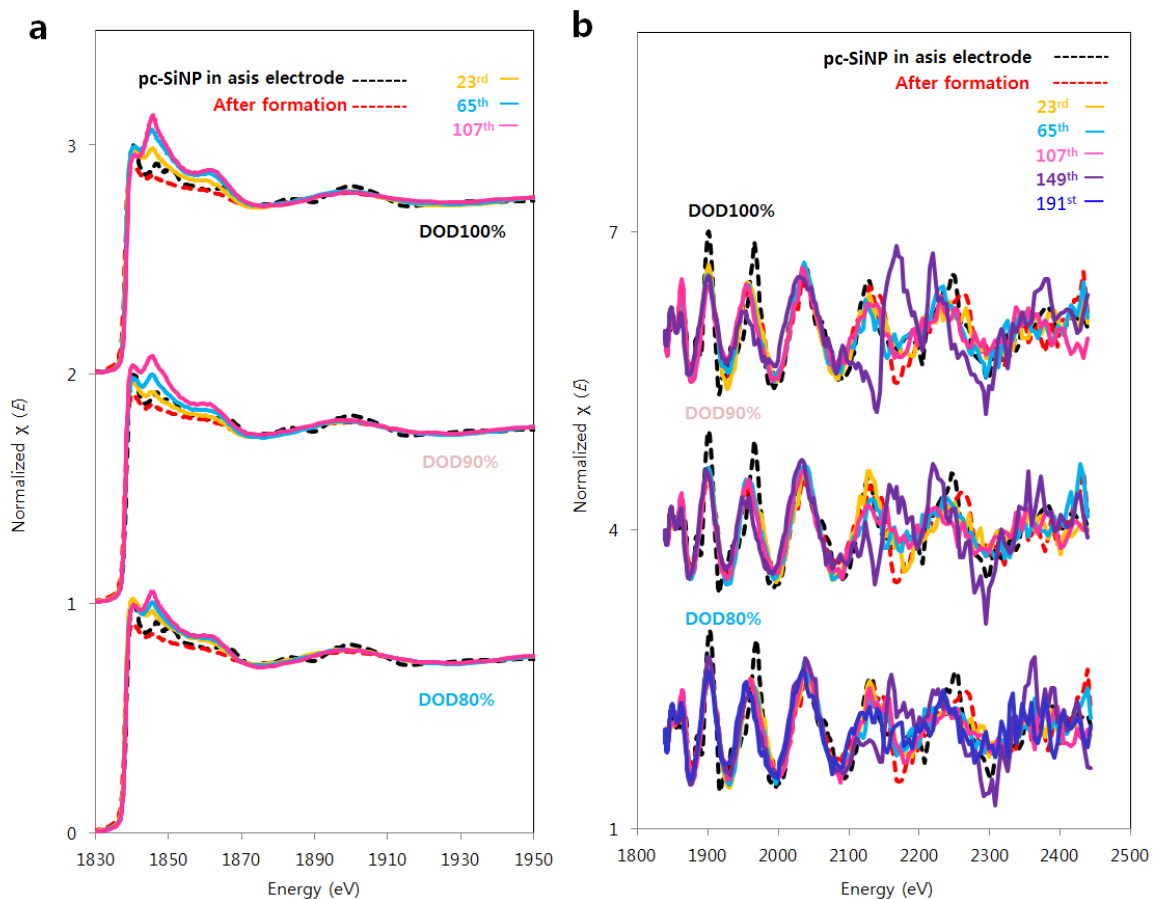 a
pc-SiNP in asis electrode
After formation
23rd
65th
107th
DOD100%
DOD90%
DOD80%
Normalized χ (E)
3
2
1
0
1830 1850 1870 1890 1910 1930 1950
Energy (eV)
b
pc-SiNP in asis electrode
After formation
23rd
65th
107th
149th
191st
DOD100%
DOD90%
DOD80%
Normalized χ (E)
7
4
1
1800 1900 2000 2100 2200 2300 2400 2500
Energy (eV)